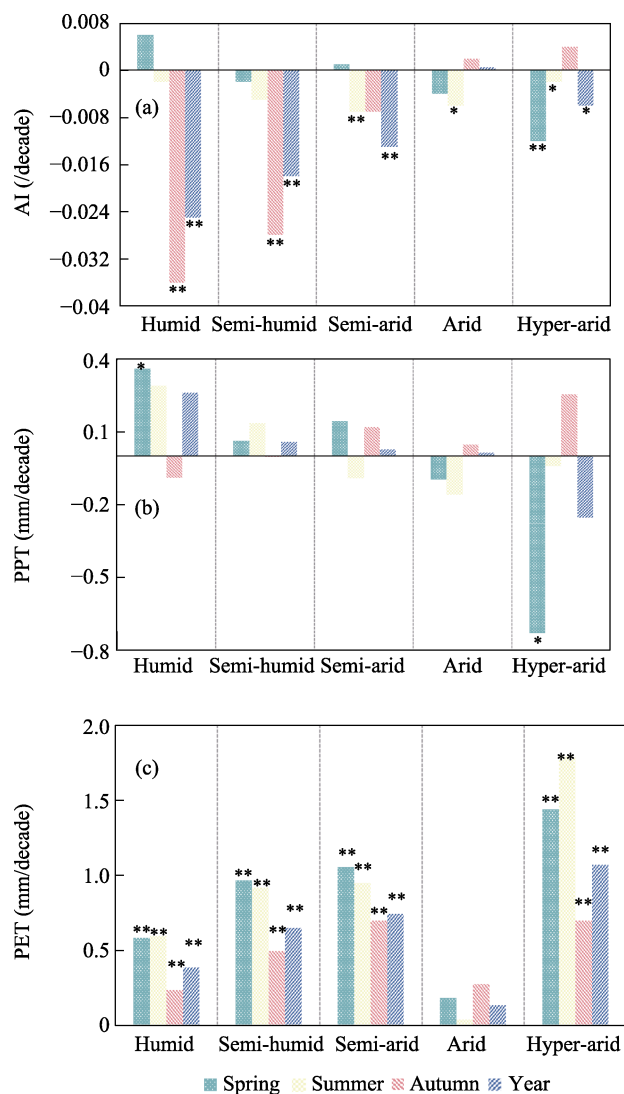 0.008
0
−0.008
−0.016
−0.024
−0.032
−0.04
AI (/decade)
(a)
** ** ** ** ** ** * ** * *
Humid Semi-humid Semi-arid Arid Hyper-arid
0.4
0.1
−0.2
−0.5
−0.8
PPT (mm/decade)
(b)
* *
Humid Semi-humid Semi-arid Arid Hyper-arid
2.0
1.5
1.0
0.5
0
PET (mm/decade)
(c)
** ** ** ** ** ** ** ** ** ** ** ** ** ** ** **
Humid Semi-humid Semi-arid Arid Hyper-arid
Spring Summer Autumn Year